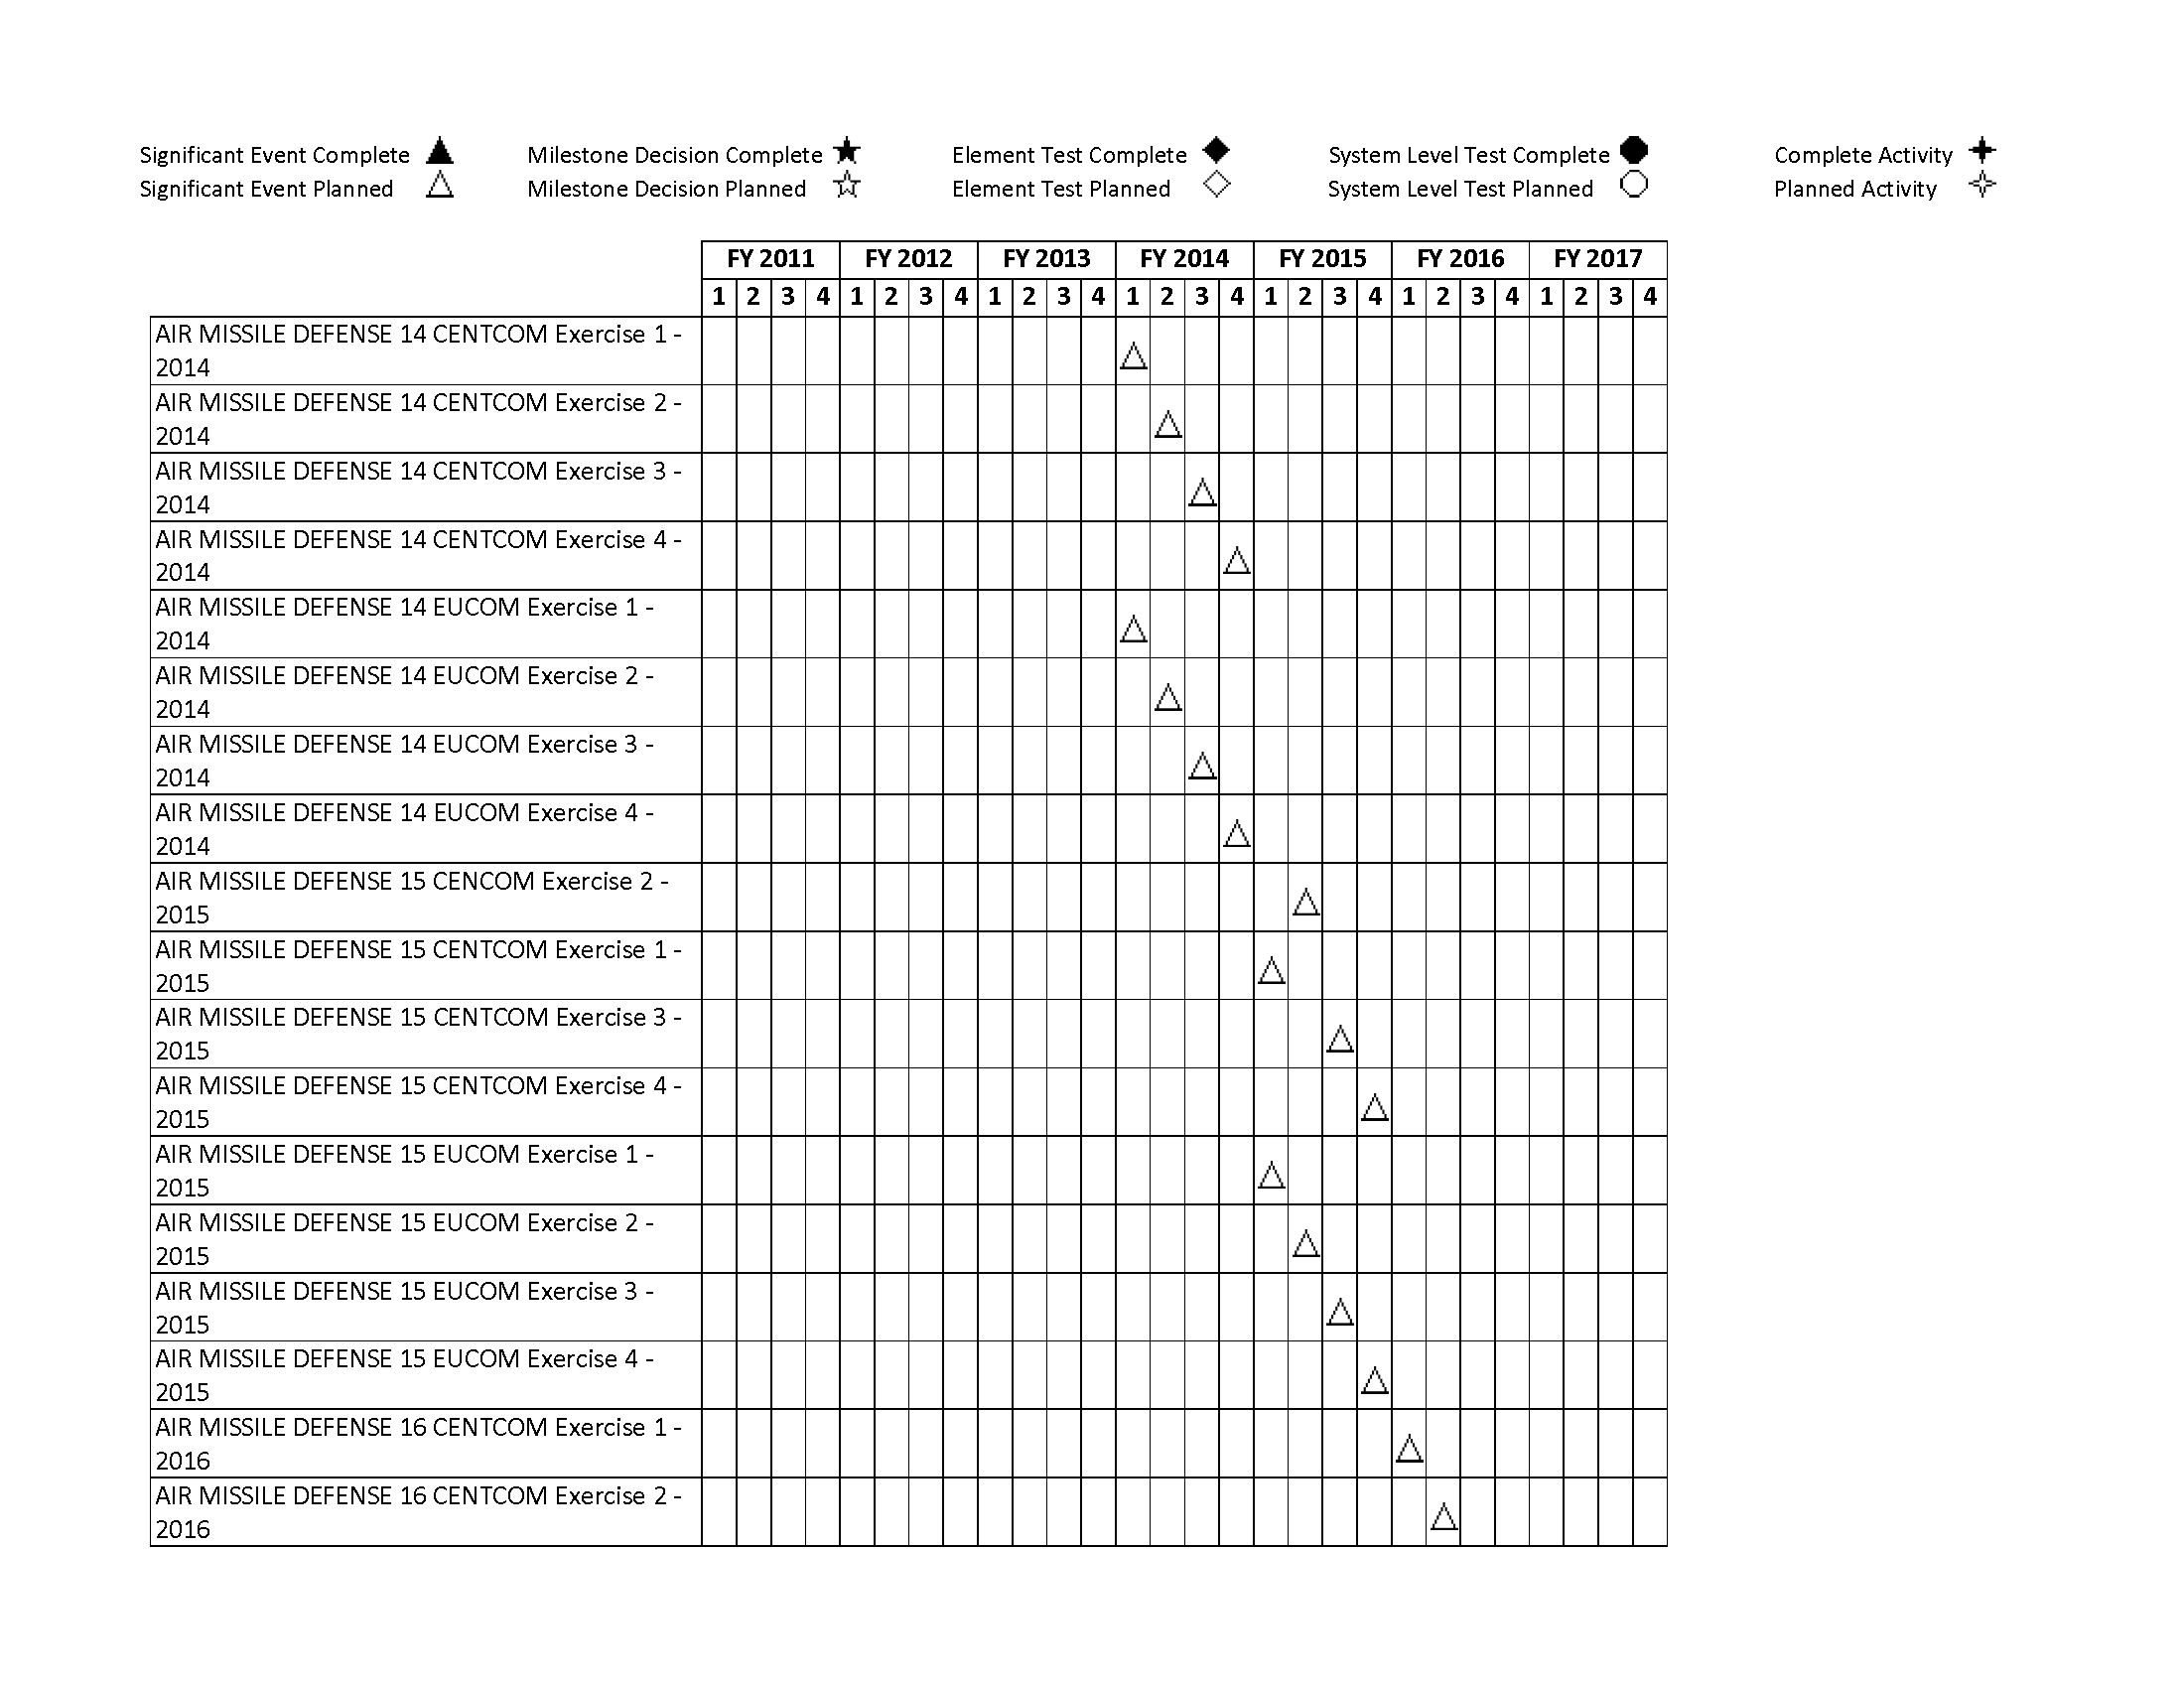 Significant Event Complete Milestone Decision Complete Element Test Complete System Level Test Complete Complete Activity
Significant Event Planned Milestone Decision Planned Element Test Planned System Level Test Planned Planned Activity
FY 2011 FY 2012 FY 2013 FY 2014 FY 2015 FY 2016 FY 2017
1 2 3 4 1 2 3 4 1 2 3 4 1 2 3 4 1 2 3 4 1 2 3 4 1 2 3 4
AIR MISSILE DEFENSE 14 CENTCOM Exercise 1 -
2014
AIR MISSILE DEFENSE 14 CENTCOM Exercise 2 -
2014
AIR MISSILE DEFENSE 14 CENTCOM Exercise 3 -
2014
AIR MISSILE DEFENSE 14 CENTCOM Exercise 4 -
2014
AIR MISSILE DEFENSE 14 EUCOM Exercise 1 -
2014
AIR MISSILE DEFENSE 14 EUCOM Exercise 2 -
2014
AIR MISSILE DEFENSE 14 EUCOM Exercise 3 -
2014
AIR MISSILE DEFENSE 14 EUCOM Exercise 4 -
2014
AIR MISSILE DEFENSE 15 CENCOM Exercise 2 -
2015
AIR MISSILE DEFENSE 15 CENTCOM Exercise 1 -
2015
AIR MISSILE DEFENSE 15 CENTCOM Exercise 3 -
2015
AIR MISSILE DEFENSE 15 CENTCOM Exercise 4 -
2015
AIR MISSILE DEFENSE 15 EUCOM Exercise 1 -
2015
AIR MISSILE DEFENSE 15 EUCOM Exercise 2 -
2015
AIR MISSILE DEFENSE 15 EUCOM Exercise 3 -
2015
AIR MISSILE DEFENSE 15 EUCOM Exercise 4 -
2015
AIR MISSILE DEFENSE 16 CENTCOM Exercise 1 -
2016
AIR MISSILE DEFENSE 16 CENTCOM Exercise 2 -
2016